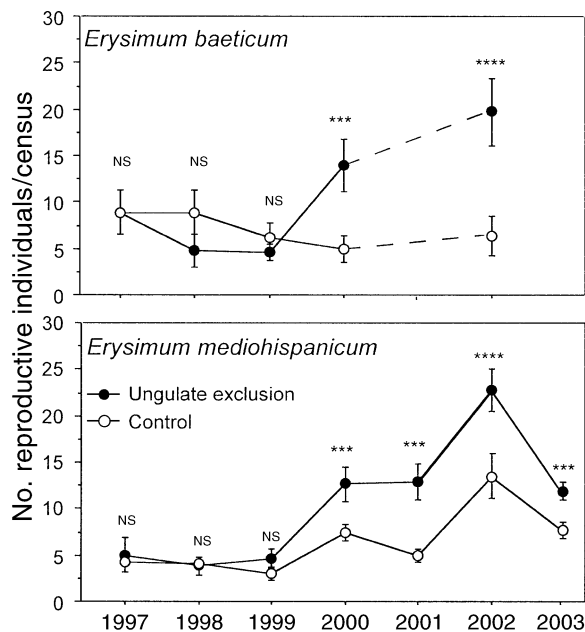 No. reproductive individuals/census
30
Erysimum baeticum
25
****
20
***
15
NS
NS
NS
10
5
0
30
Erysimum mediohispanicum
****
25
Ungulate exclusion
20
Control
***
***
15
***
NS
NS
NS
10
5
0
1997 1998 1999 2000 2001 2002 2003